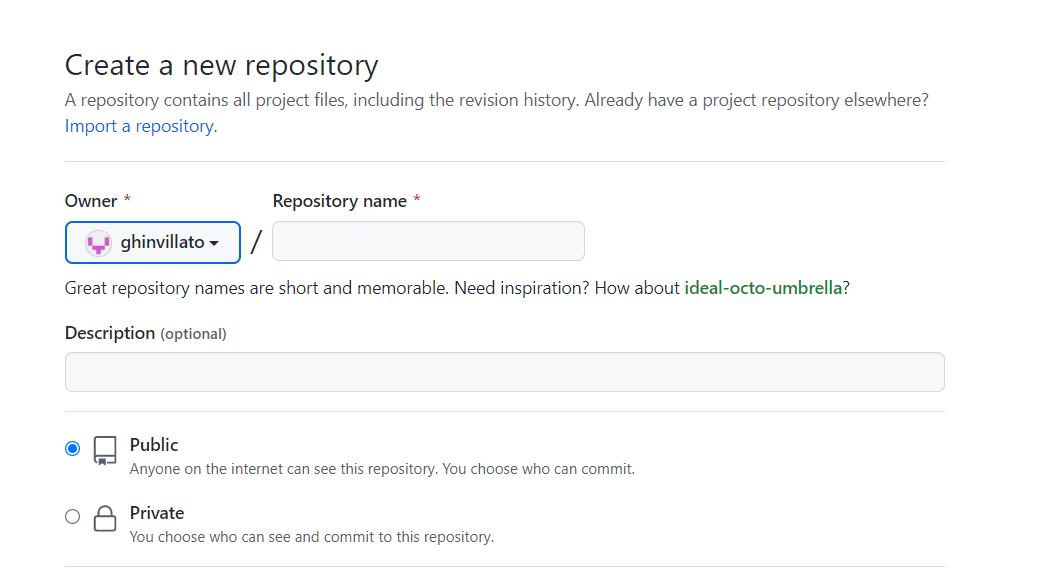 Create a new repository
A repository contains all project files, including the revision history. Already have a project repository elsewhere?
Import a repository.
Owner * Repository name *
ghinvillato /
Great repository names are short and memorable. Need inspiration? How about ideal-octo-umbrella?
Description (optional)
Public
Anyone on the internet can see this repository. You choose who can commit.
Private
You choose who can see and commit to this repository.